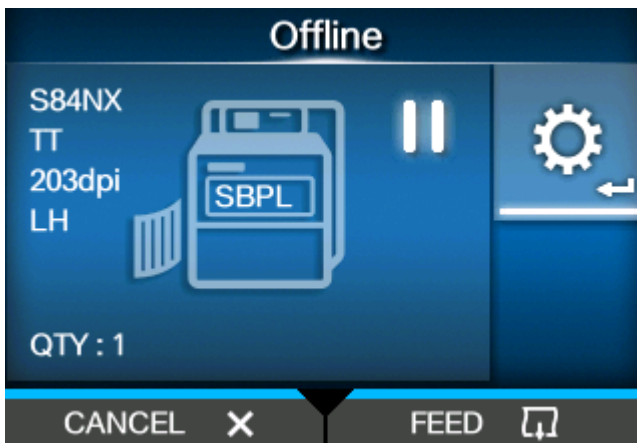 Offline
S84NX
TT
203dpi
LH
SBPL
QTY : 1
CANCEL
FEED